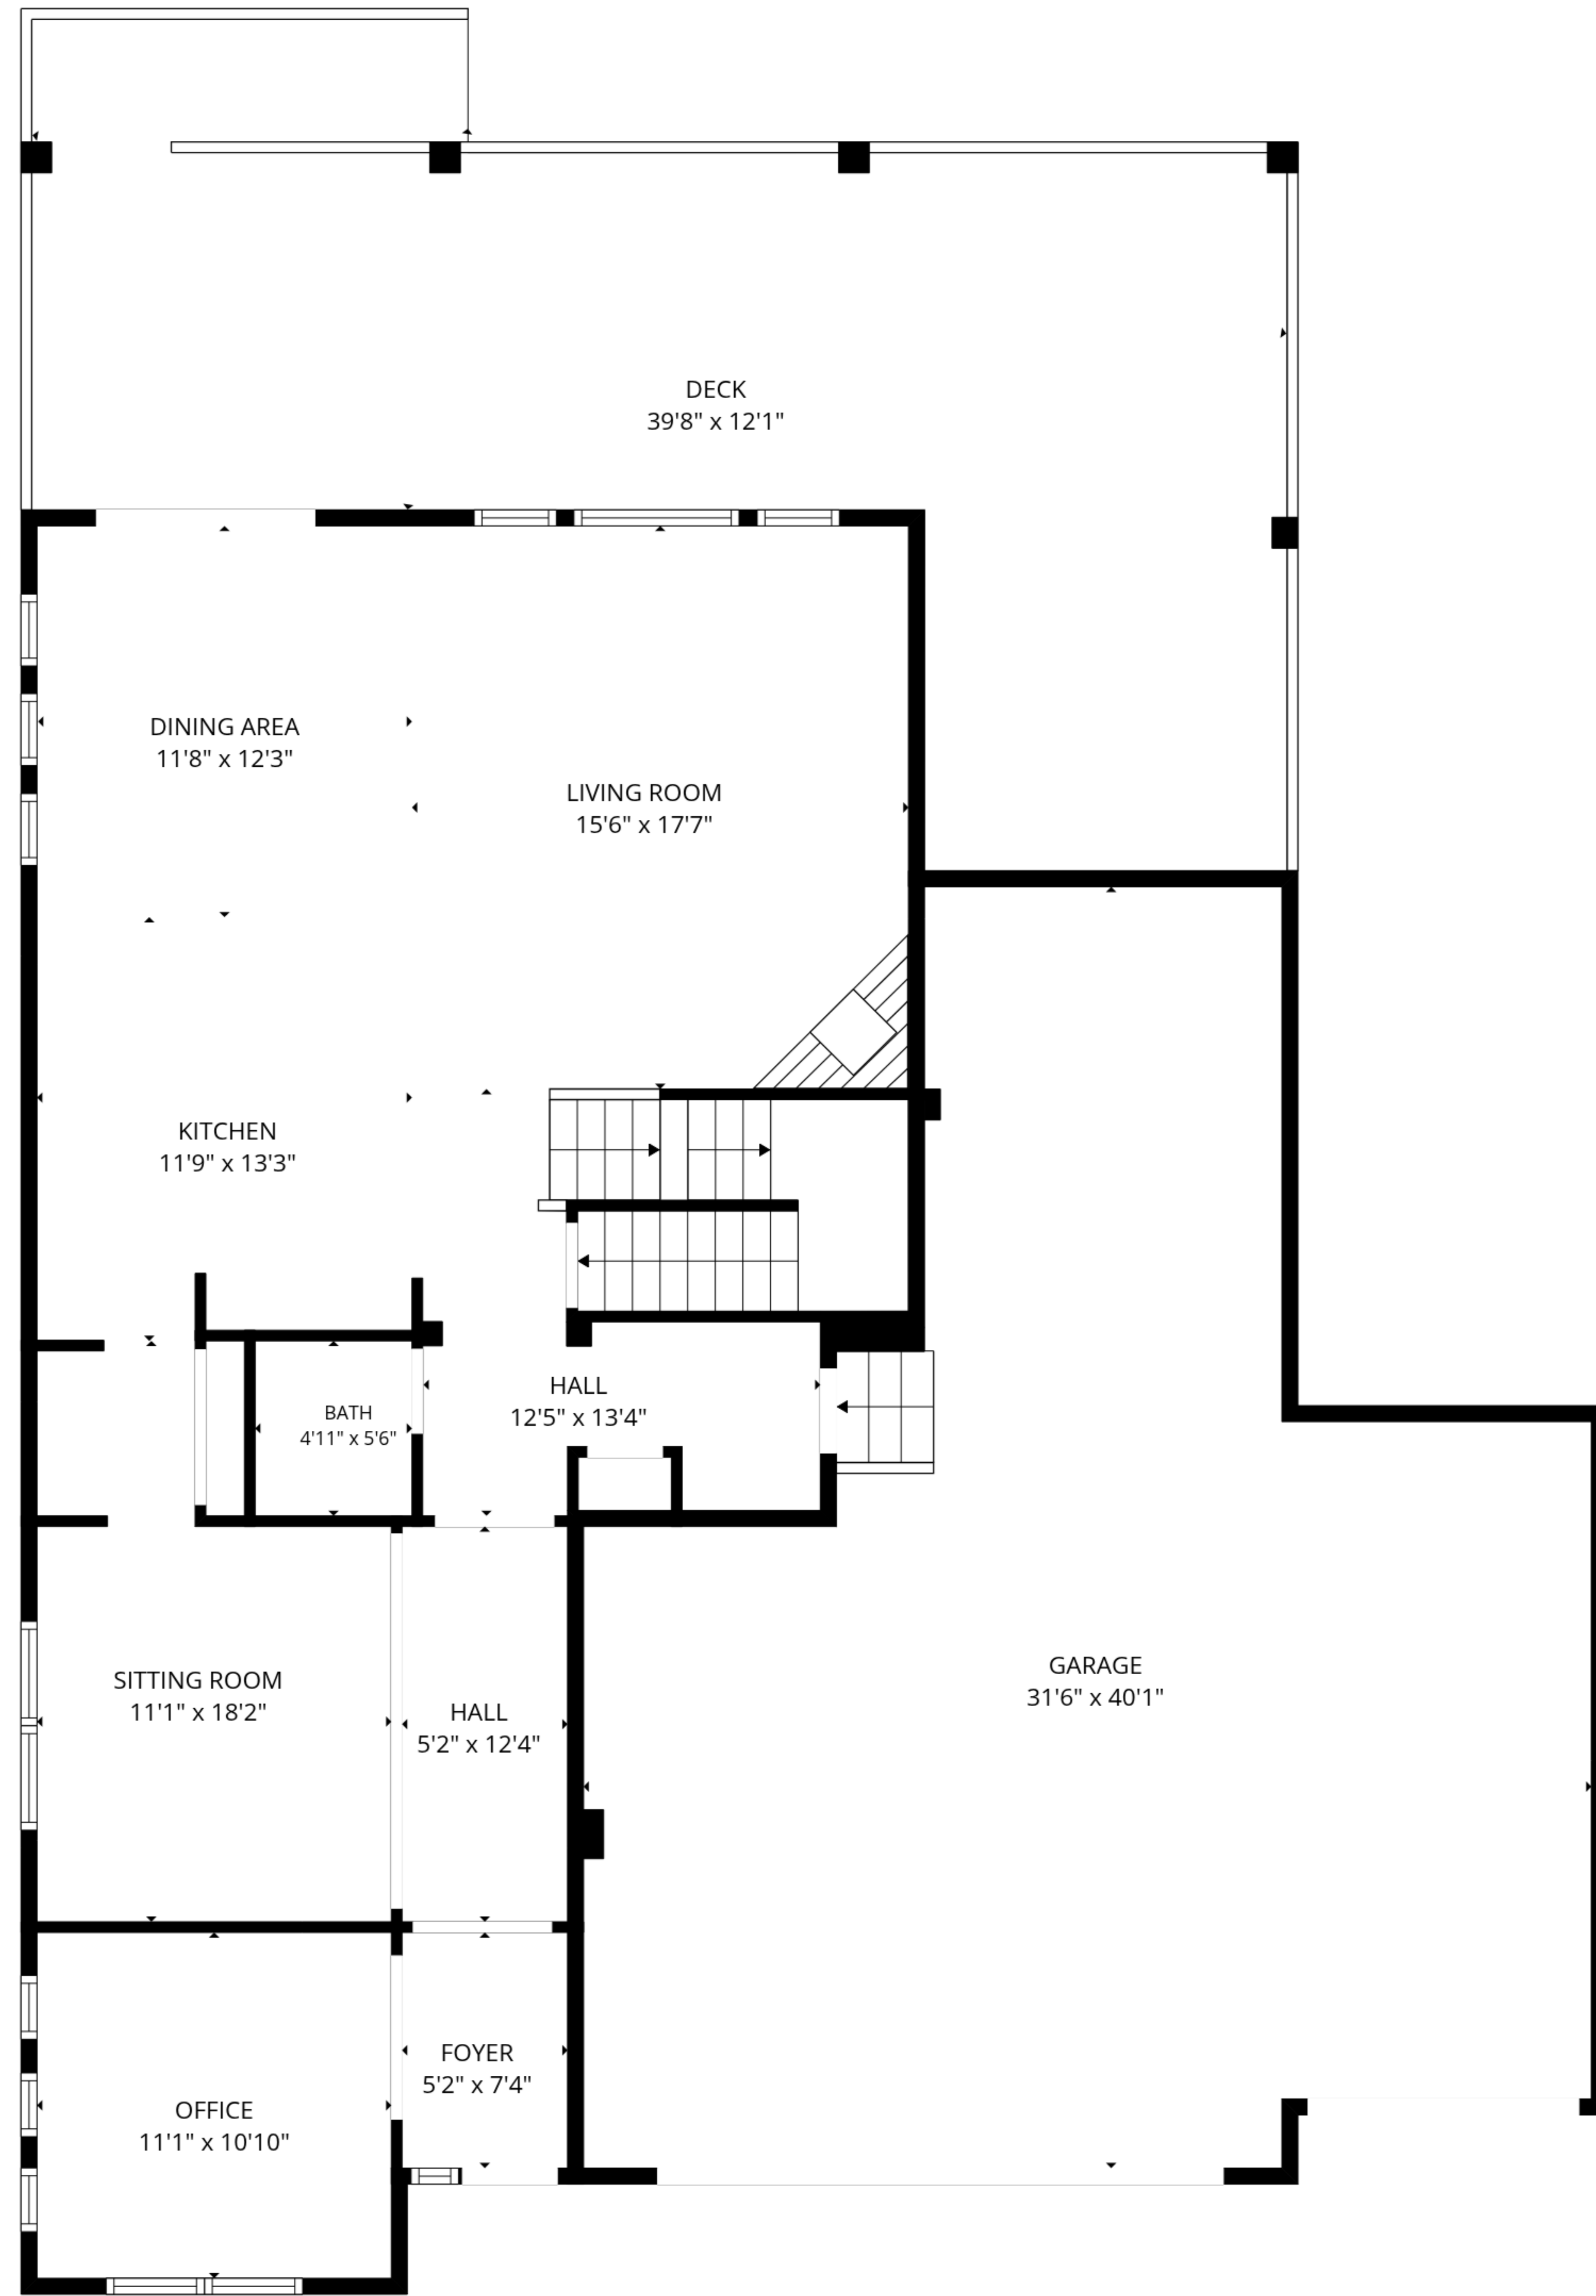 DECK
39'8" x 12'1"
DINING AREA
11'8" x 12'3"
LIVING ROOM
15'6" x 17'7"
KITCHEN
11'9" x 13'3"
HALL
12'5" x 13'4"
BATH
4'11" x 5'6"
SITTING ROOM
11'1" x 18'2"
HALL
5'2" x 12'4"
GARAGE
31'6" x 40'1"
FOYER
5'2" x 7'4"
OFFICE
11'1" x 10'10"